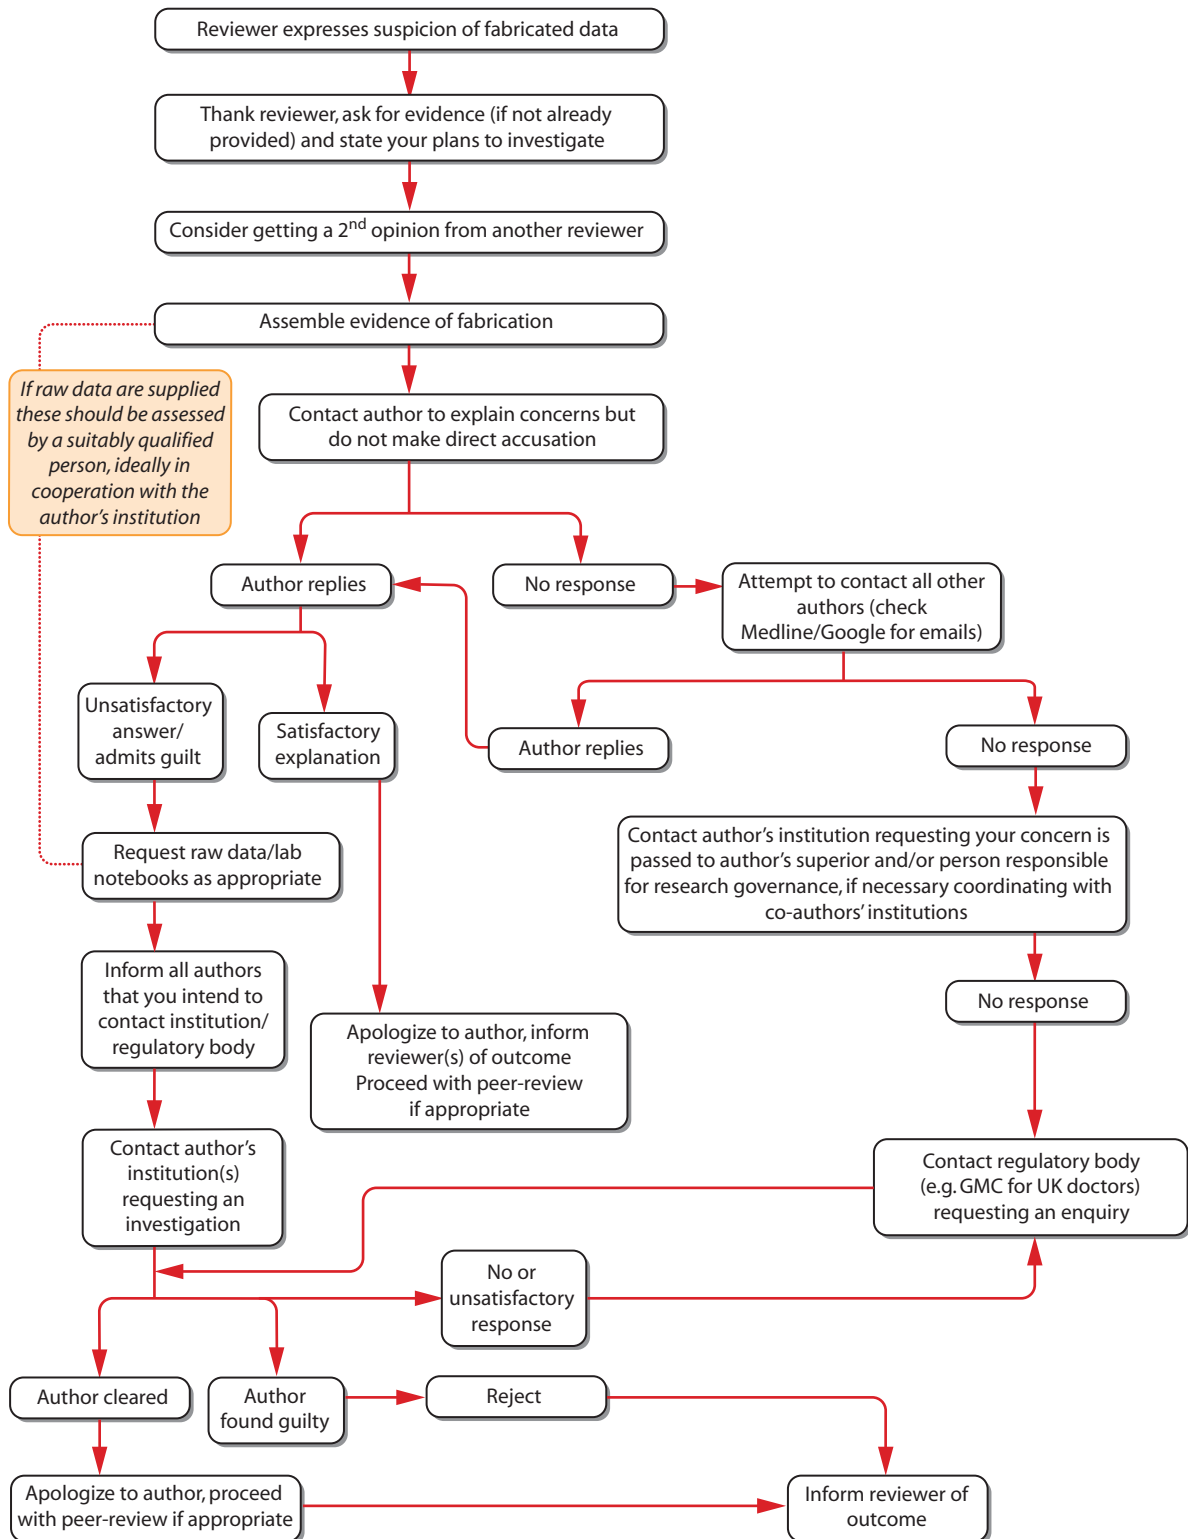 Reviewer expresses suspicion of fabricated data
Thank reviewer, ask for evidence (if not already
provided) and state your plans to investigate
Consider getting a 2nd opinion from another reviewer
Assemble evidence of fabrication
If raw data are supplied
these should be assessed
by a suitably qualified
person, ideally in
cooperation with the
author’s institution
Contact author to explain concerns but
do not make direct accusation
Author replies
No response
Attempt to contact all other
authors (check
Medline/Google for emails)
Unsatisfactory
answer/
admits guilt
Satisfactory
explanation
Author replies
No response
Request raw data/lab
notebooks as appropriate
Contact author’s institution requesting your concern is
passed to author’s superior and/or person responsible
for research governance, if necessary coordinating with
co-authors’ institutions
Inform all authors
that you intend to
contact institution/
regulatory body
No response
Apologize to author, inform
reviewer(s) of outcome
Proceed with peer-review
if appropriate
Contact author’s
institution(s)
requesting an
investigation
Contact regulatory body
(e.g. GMC for UK doctors)
requesting an enquiry
No or
unsatisfactory
response
Author cleared
Author
found guilty
Reject
Apologize to author, proceed
with peer-review if appropriate
Inform reviewer of
outcome